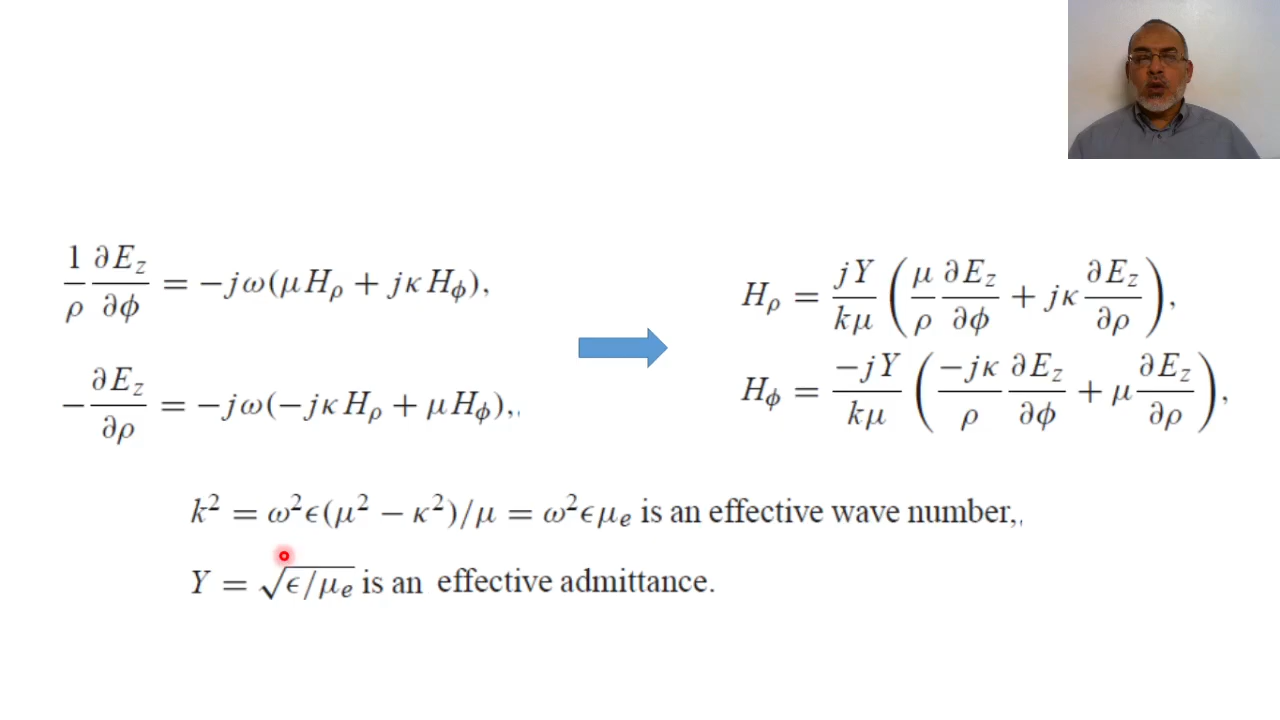 1/ρ ∂E_z/∂ϕ = −jω(μH_ρ + jκH_ϕ),
−∂E_z/∂ρ = −jω(−jκH_ρ + μH_ϕ),.
H_ρ = jY/kμ (μ/ρ ∂E_z/∂ϕ + jκ ∂E_z/∂ρ),
H_ϕ = −jY/kμ (−jκ/ρ ∂E_z/∂ϕ + μ ∂E_z/∂ρ),
k² = ω²ϵ(μ² − κ²)/μ = ω²ϵμ_e is an effective wave number,,
Y = √ϵ/μ_e is an effective admittance.